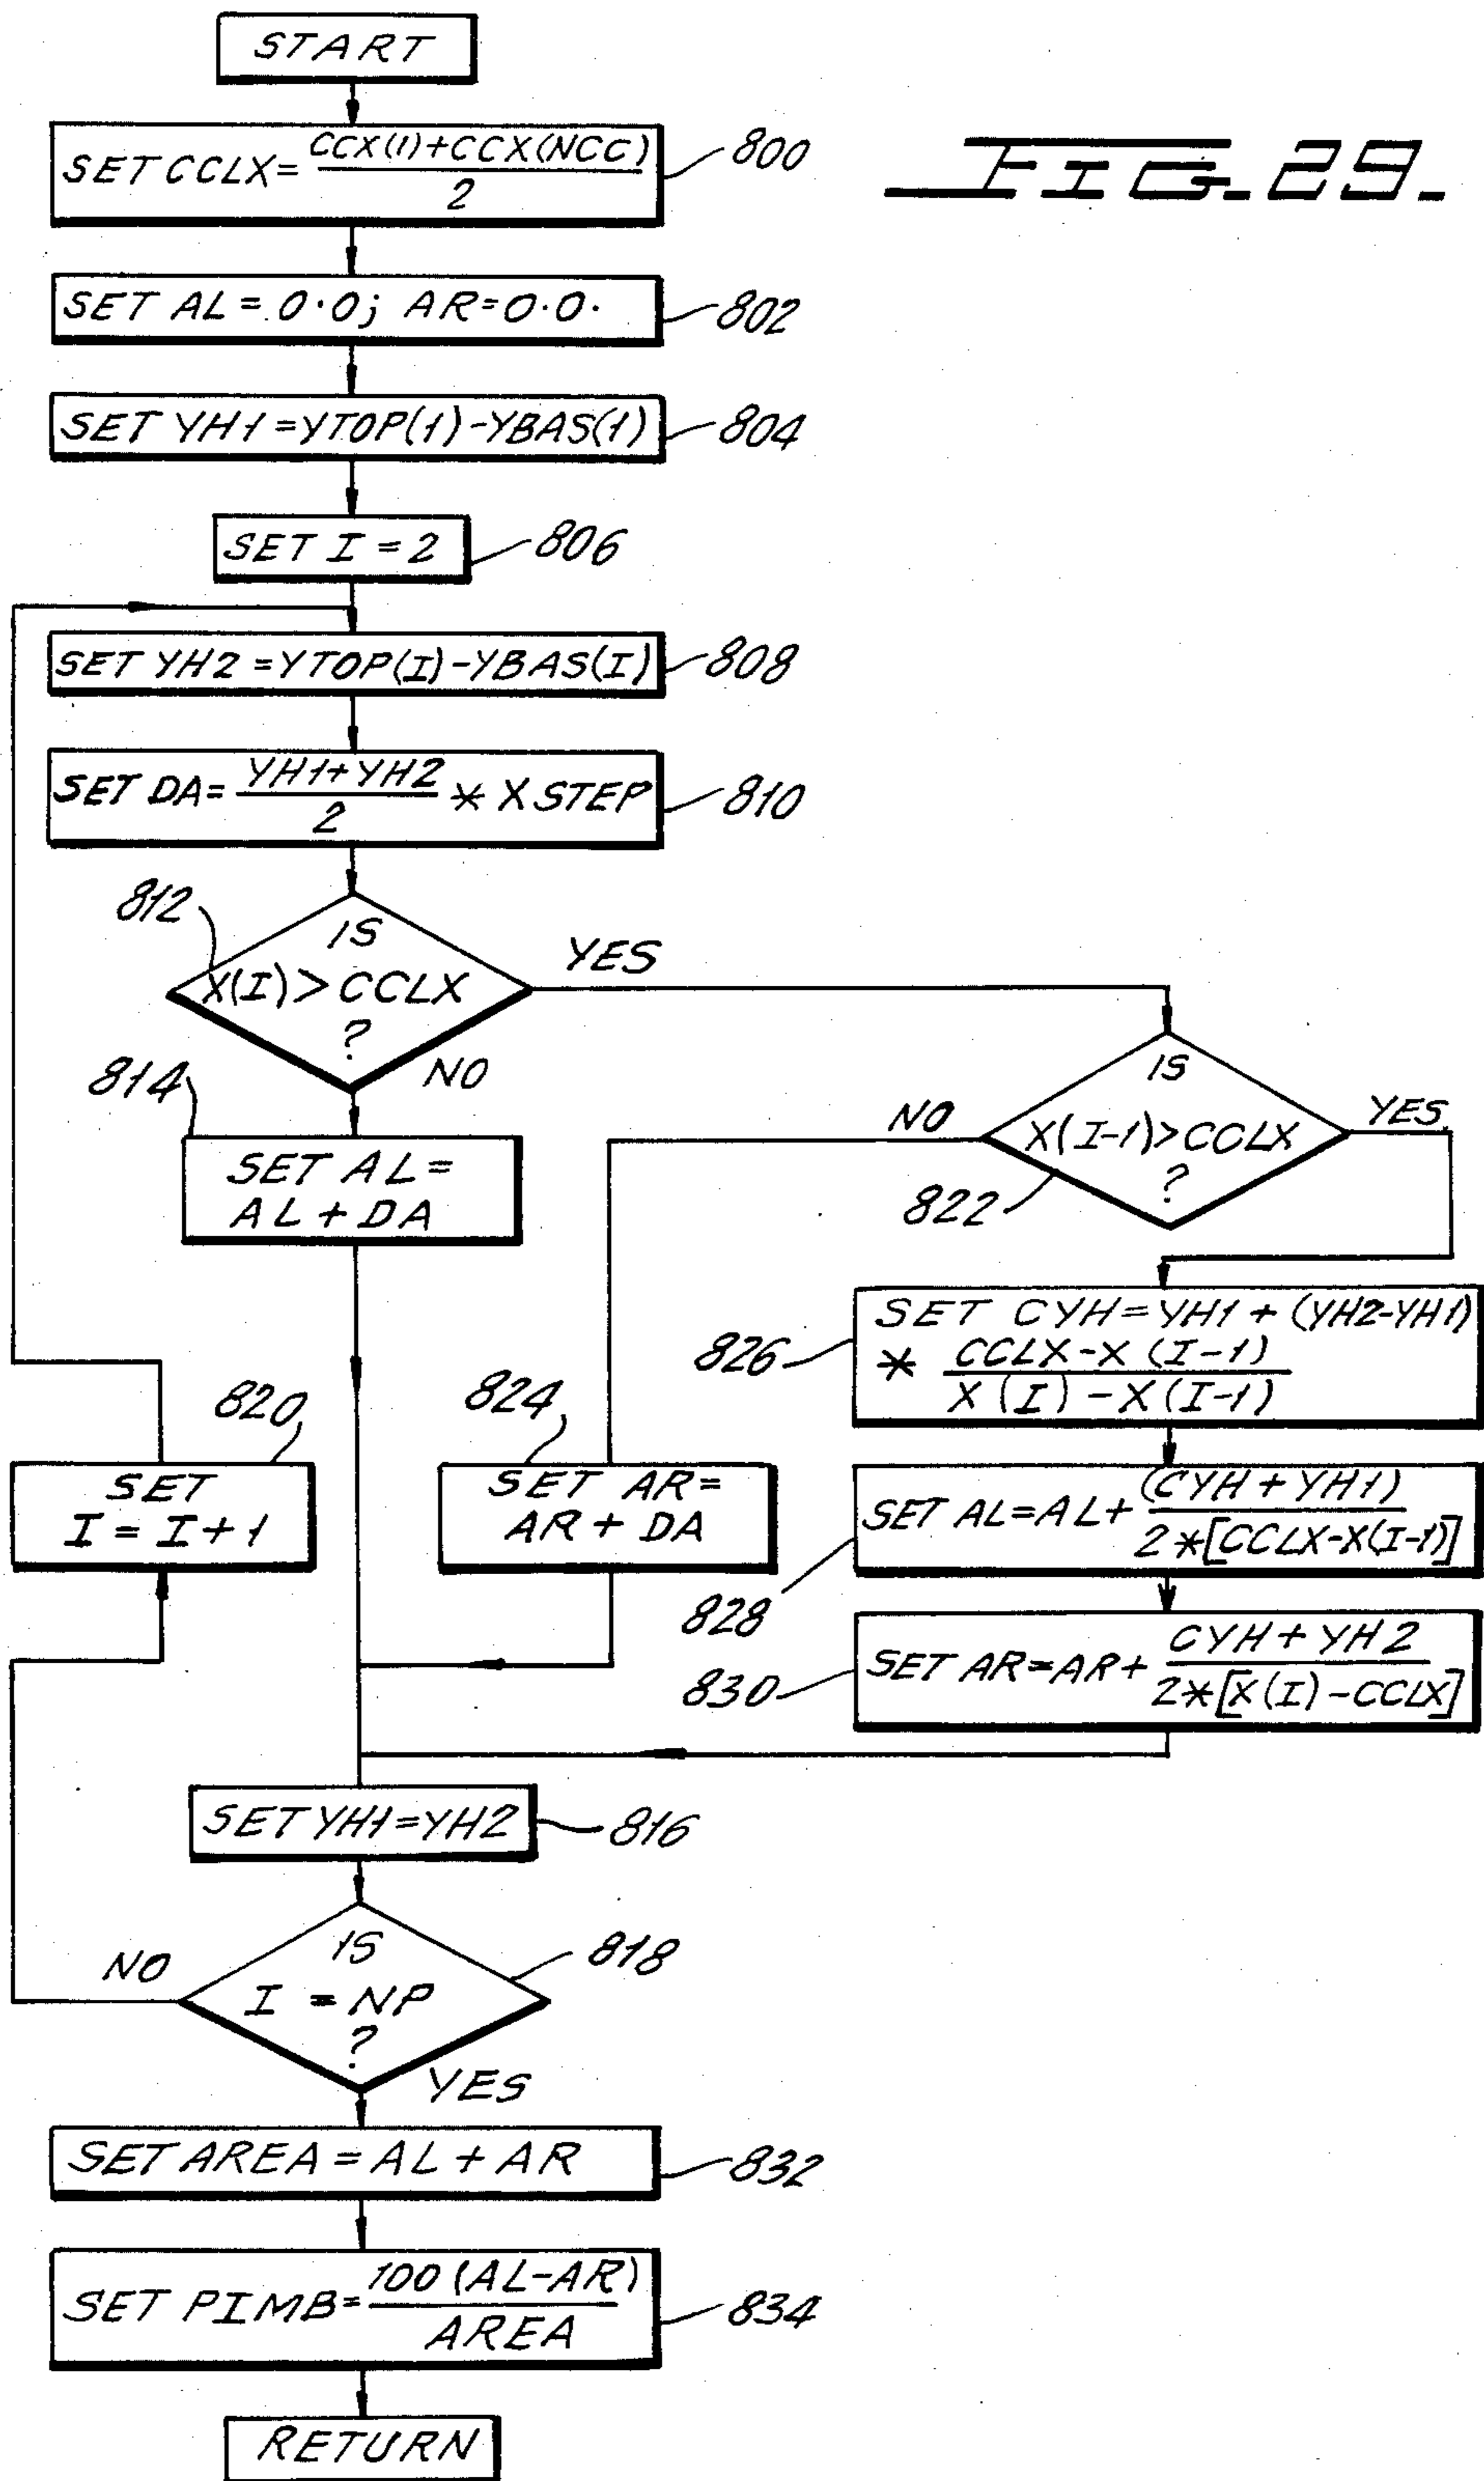 START
FIG. 29.
SET CCLX = CCX(1)+CCX(NCC)
2
800
SET AL = 0.0; AR = 0.0.
802
SET YH1 = YTOP(1)-YBAS(1)
804
SET I = 2
806
SET YH2 = YTOP(I)-YBAS(I)
808
SET DA = YH1+YH2 * XSTEP
2
810
812
IS
X(I) > CCLX
?
YES
NO
814
SET AL =
AL + DA
IS
X(I-1) > CCLX
?
NO
YES
822
SET CYH = YH1 + (YH2-YH1)
* CCLX-X (I-1)
X (I) - X (I-1)
826
820
SET
I = I + 1
824
SET AR =
AR + DA
SET AL = AL + (CYH + YH1)
2 * [CCLX-X(I-1)]
828
SET AR = AR + CYH + YH2
2 * [X(I) - CCLX]
830
SET YH1 = YH2
816
IS
I = NP
?
818
NO
YES
SET AREA = AL + AR
832
SET PIMB = 100 (AL-AR)
AREA
834
RETURN